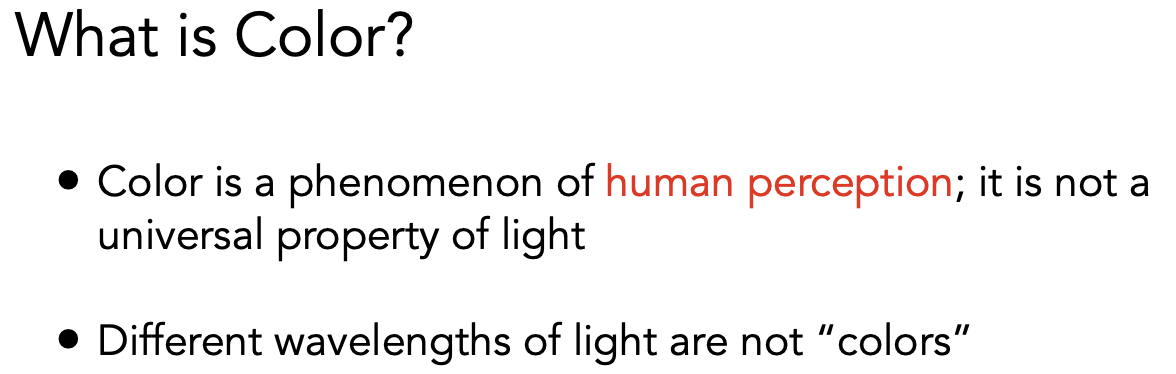 What is Color?
• Color is a phenomenon of human perception; it is not a
universal property of light
• Different wavelengths of light are not “colors”